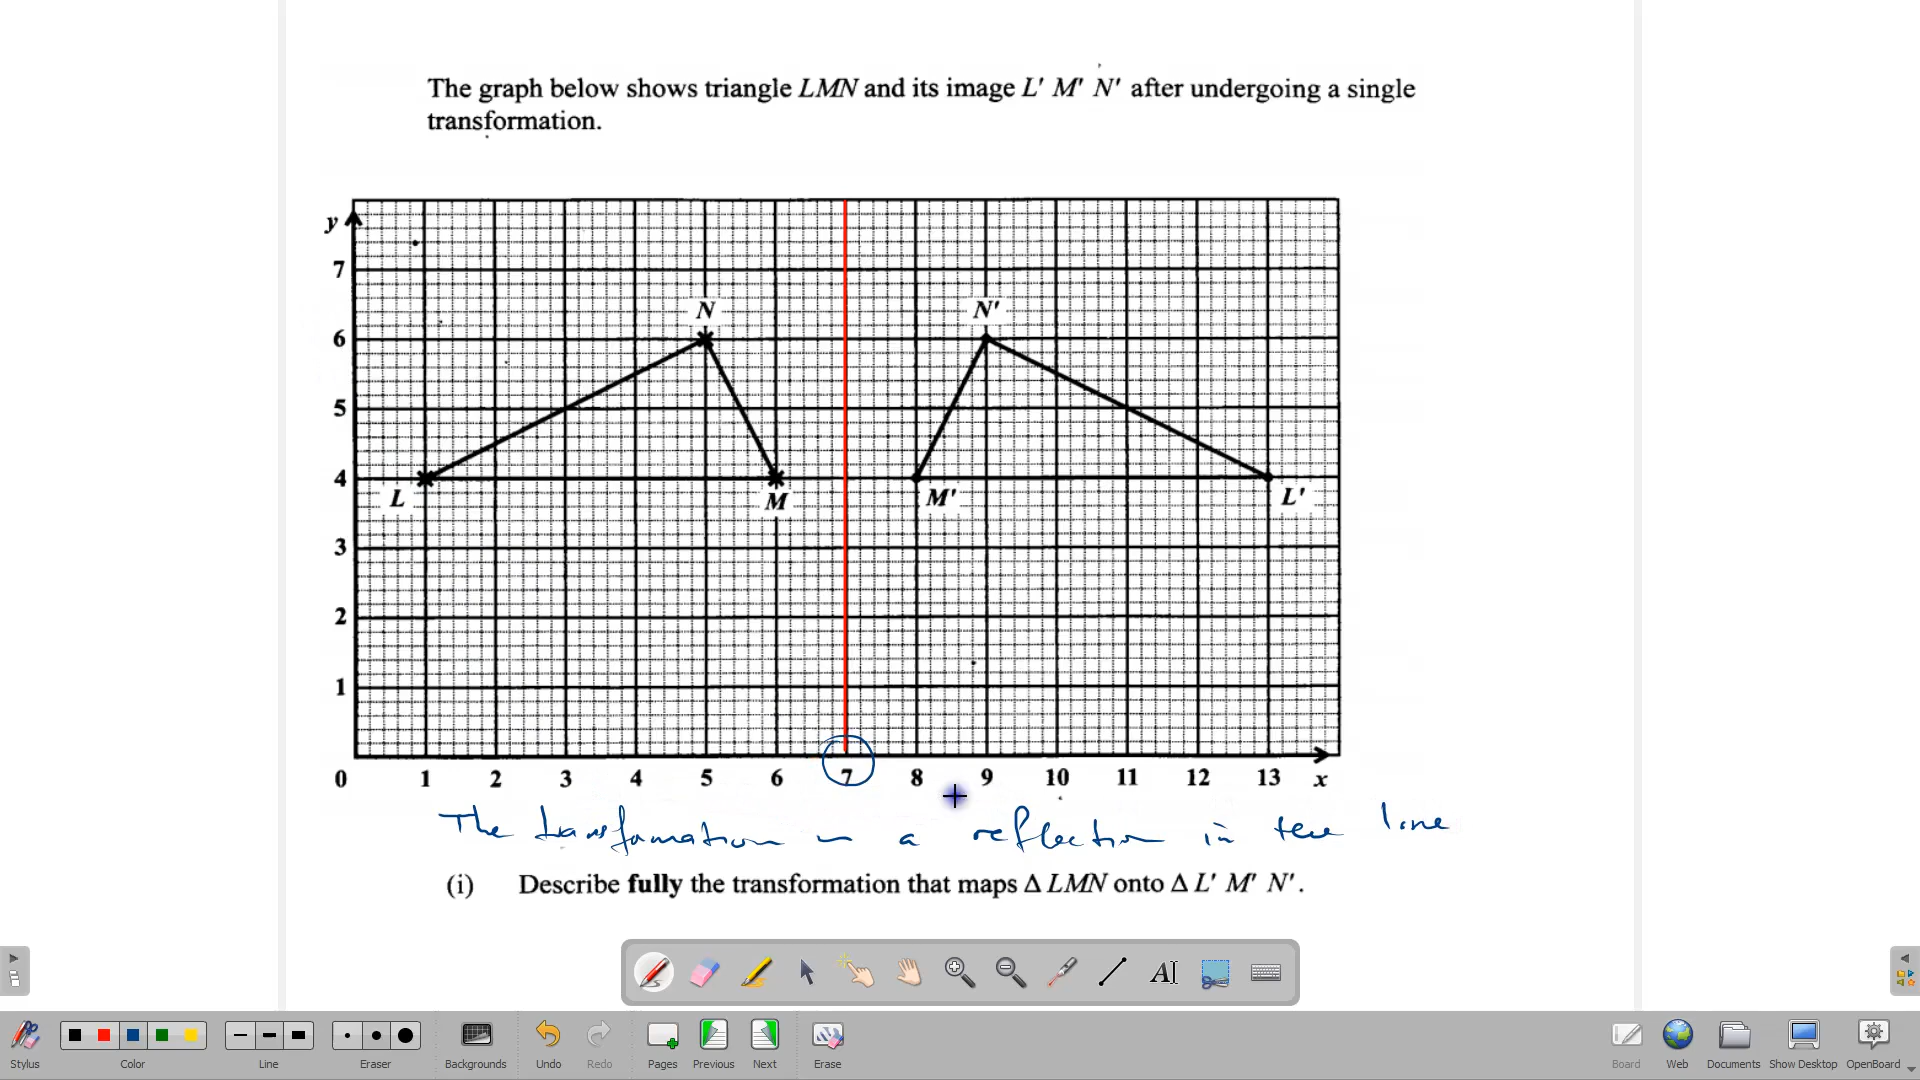 The graph below shows triangle LMN and its image L' M' N' after undergoing a single
transformation.
y
7
6
5
4
3
2
1
0
N
N'
L
M
M'
L'
1 2 3 4 5 6 7 8 9 10 11 12 13 x
The transformation is a reflection in the line
(i) Describe fully the transformation that maps Δ LMN onto Δ L' M' N'.
AI
Stylus
Color
Line
Eraser
Backgrounds
Undo
Redo
Pages
Previous
Next
Erase
Board
Web
Documents
Show Desktop
OpenBoard